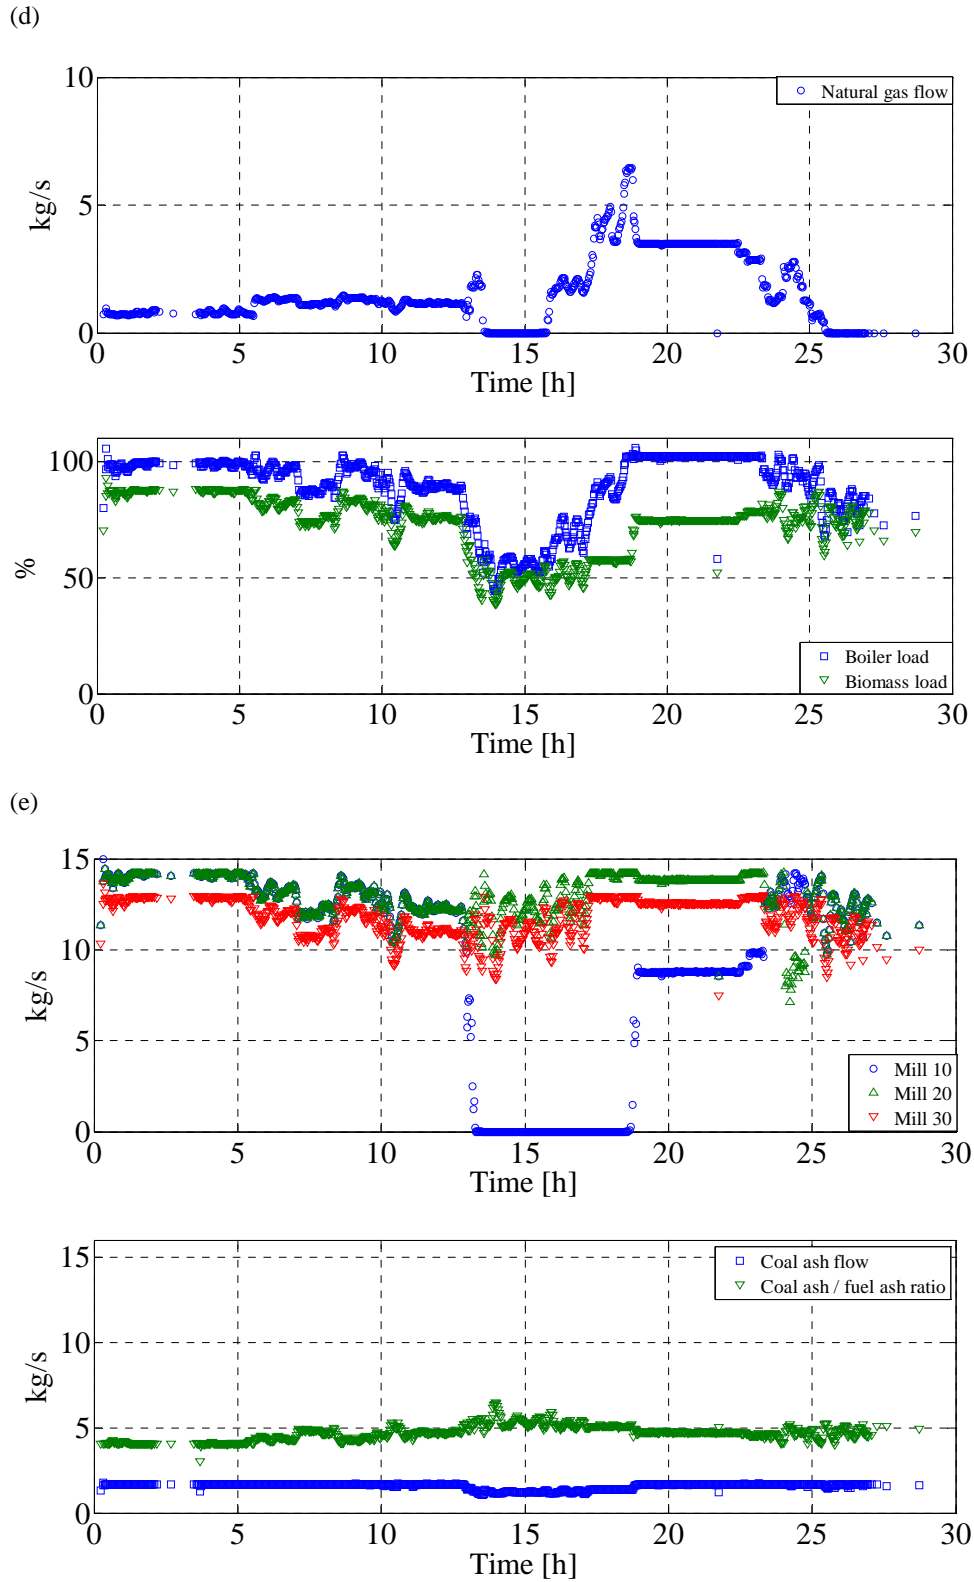 (d)
10
5
0
kg/s
Natural gas flow
0 5 10 15 20 25 30
Time [h]
100
50
0
%
Boiler load
Biomass load
0 5 10 15 20 25 30
Time [h]
(e)
15
10
5
0
kg/s
Mill 10
Mill 20
Mill 30
0 5 10 15 20 25 30
Time [h]
15
10
5
0
kg/s
Coal ash flow
Coal ash / fuel ash ratio
0 5 10 15 20 25 30
Time [h]